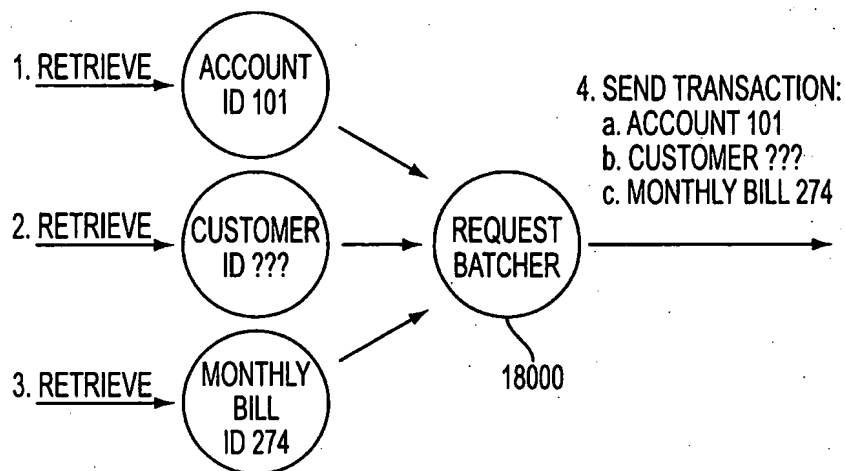 1. RETRIEVE
ACCOUNT
ID 101
2. RETRIEVE
CUSTOMER
ID ???
3. RETRIEVE
MONTHLY
BILL
ID 274
REQUEST
BATCHER
18000
4. SEND TRANSACTION:
a. ACCOUNT 101
b. CUSTOMER ???
c. MONTHLY BILL 274